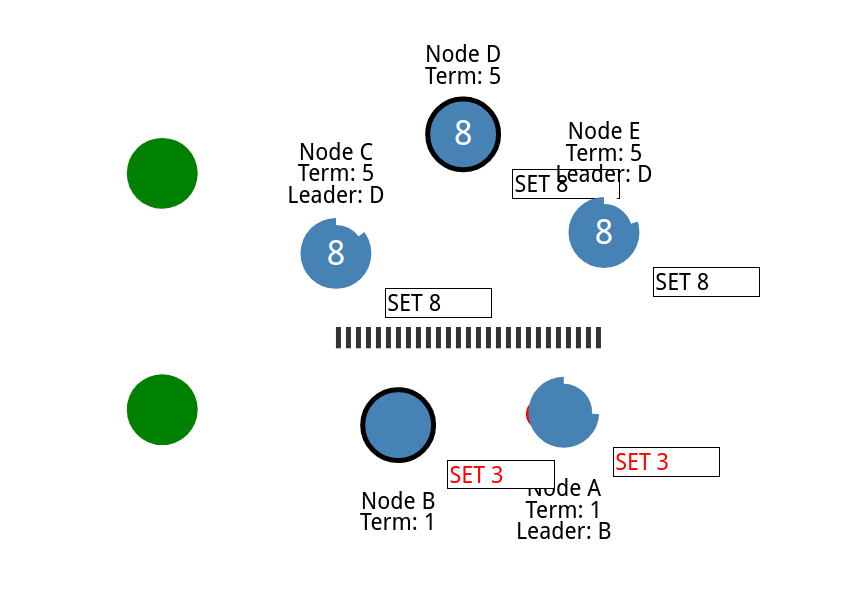 Node D
Term: 5
8
Node E
Term: 5
Leader: D
SET 8
8
SET 8
Node C
Term: 5
Leader: D
8
SET 8
SET 3
Node B
Term: 1
SET 3
Node A
Term: 1
Leader: B